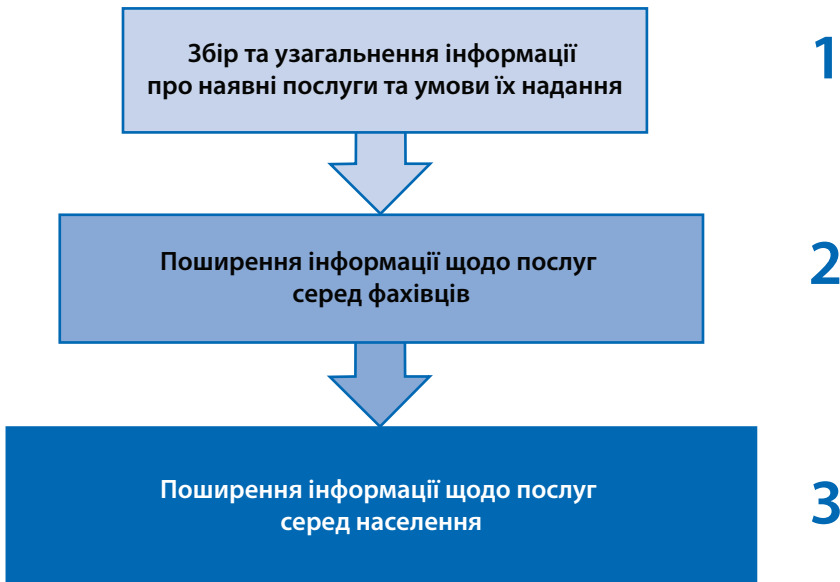 Збір та узагальнення інформації
про наявні послуги та умови їх надання
1
Поширення інформації щодо послуг
серед фахівців
2
Поширення інформації щодо послуг
серед населення
3